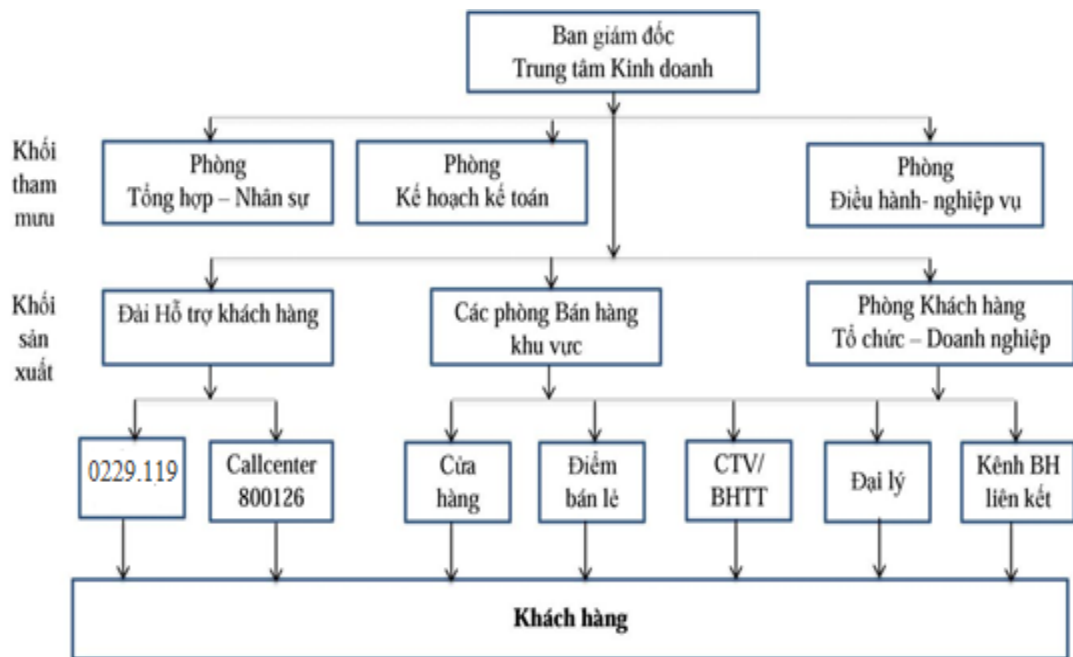 Ban giám đốc
Trung tâm Kinh doanh
Khối
tham
mưu
Phòng
Tổng hợp – Nhân sự
Phòng
Kế hoạch kế toán
Phòng
Điều hành- nghiệp vụ
Khối
sản
xuất
Đài Hỗ trợ khách hàng
Các phòng Bán hàng
khu vực
Phòng Khách hàng
Tổ chức – Doanh nghiệp
0229.119
Callcenter
800126
Cửa
hàng
Điểm
bán lẻ
CTV/
BHTT
Đại lý
Kênh BH
liên kết
Khách hàng